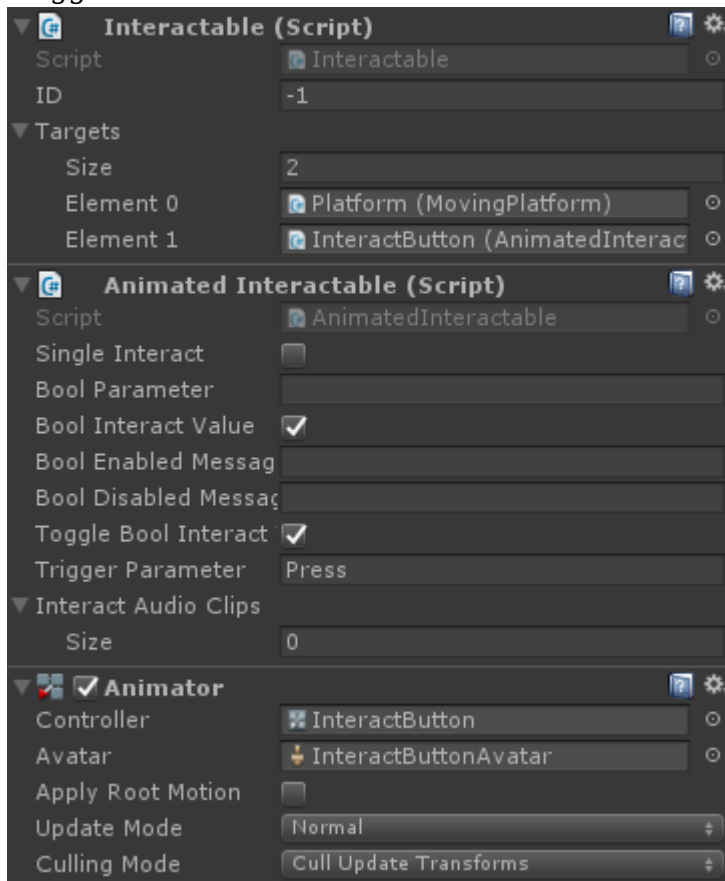 Interactable (Script)
Script Interactable
ID -1
Targets
Size 2
Element 0 Platform (MovingPlatform)
Element 1 InteractButton (AnimatedInterac
Animated Interactable (Script)
Script AnimatedInteractable
Single Interact
Bool Parameter
Bool Interact Value
Bool Enabled Messag
Bool Disabled Messag
Toggle Bool Interact
Trigger Parameter Press
Interact Audio Clips
Size 0
Animator
Controller InteractButton
Avatar InteractButtonAvatar
Apply Root Motion
Update Mode Normal
Culling Mode Cull Update Transforms